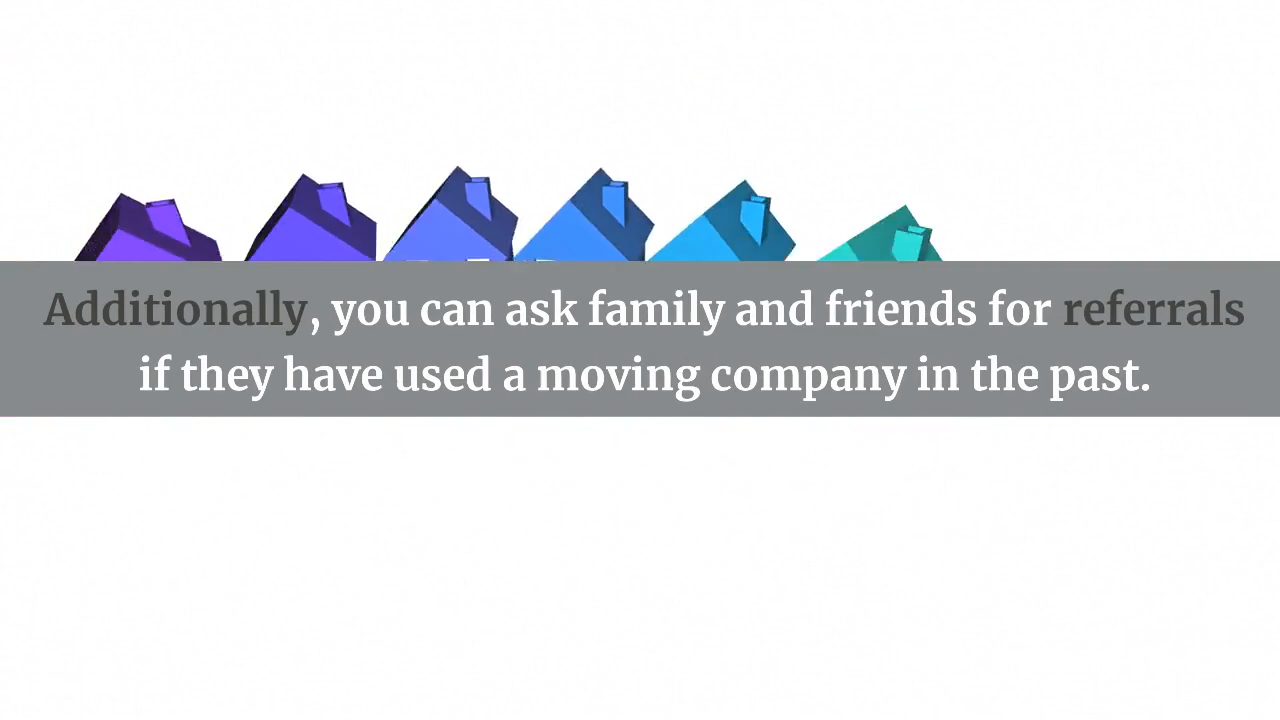 Additionally, you can ask family and friends for referrals
if they have used a moving company in the past.